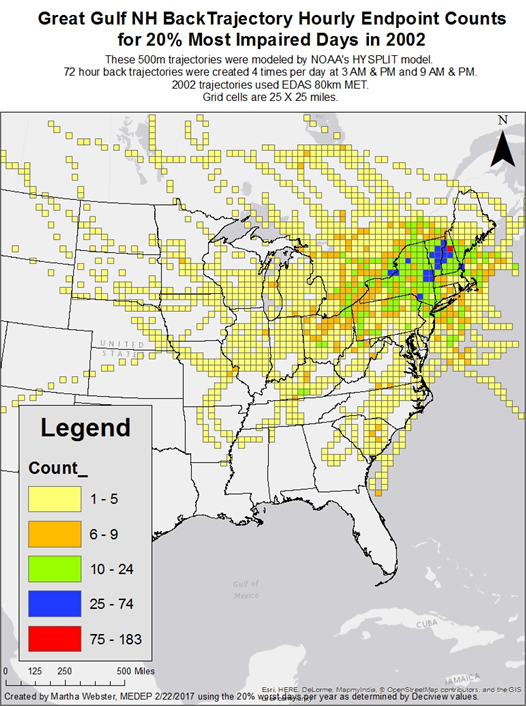 Great Gulf NH BackTrajectory Hourly Endpoint Counts
for 20% Most Impaired Days in 2002
These 500m trajectories were modeled by NOAA's HYSPLIT model.
72 hour back trajectories were created 4 times per day at 3 AM & PM and 9 AM & PM.
2002 trajectories used EDAS 80km MET.
Grid cells are 25 X 25 miles.
N
UNITED
STATES
Legend
Count_
1 - 5
6 - 9
10 - 24
25 - 74
75 - 183
Gulf of
Mexico
CUBA
JAMAICA
0 125 250 500 Miles
Esri, HERE, DeLorme, MapmyIndia, © OpenStreetMap contributors, and the GIS
Created by Martha Webster, MEDEP 2/22/2017 using the 20% worst days per year as determined by Deciview values.